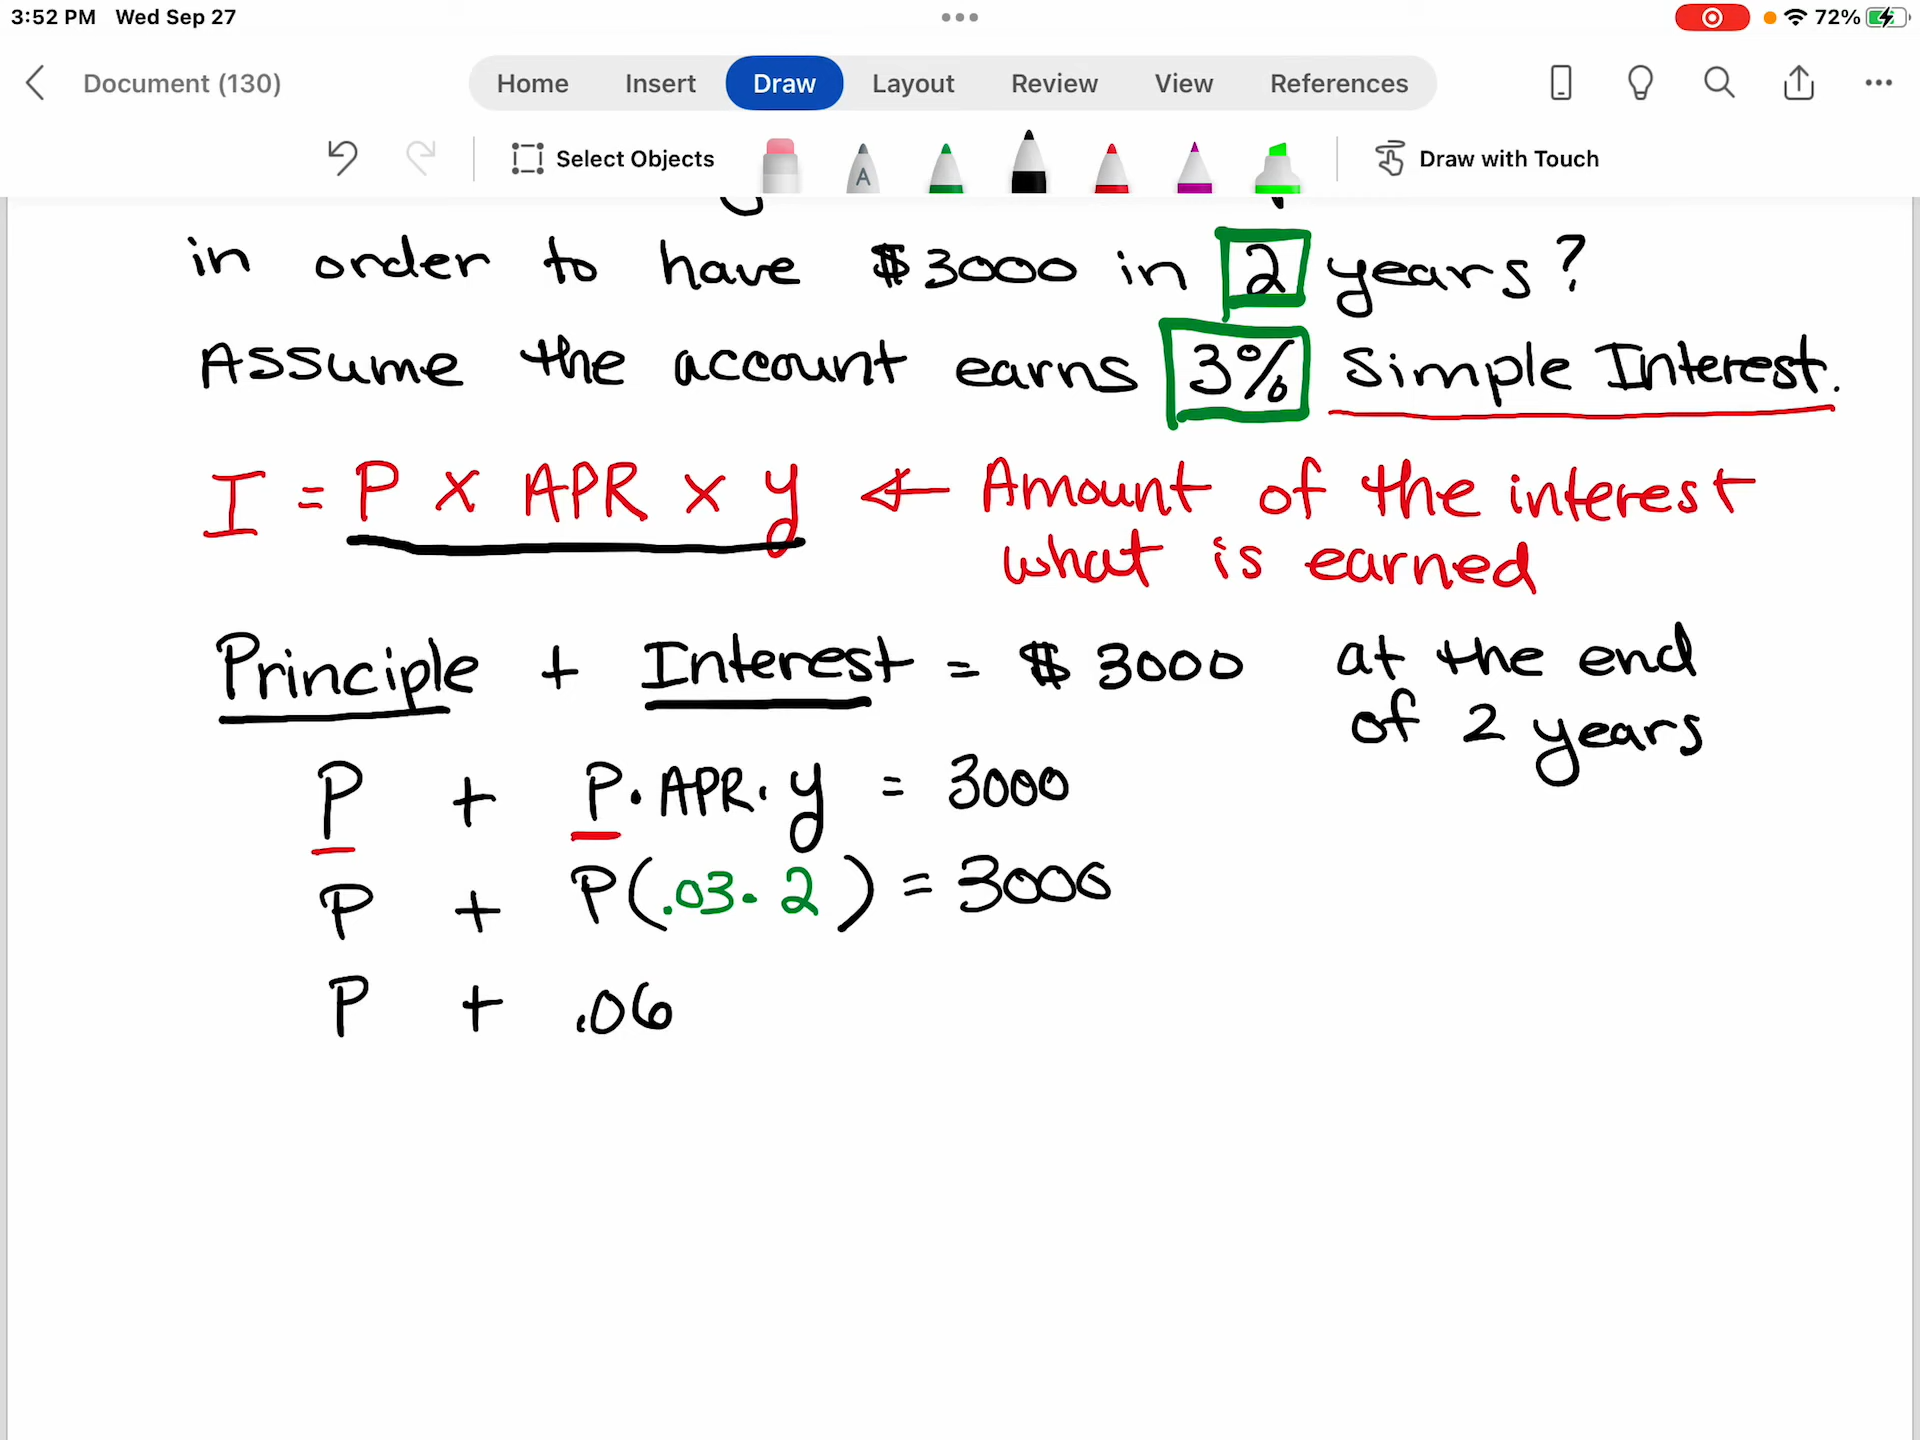 3:52 PM Wed Sep 27 72%
Document (130) Home Insert Draw Layout Review View References
Select Objects A Draw with Touch
in order to have $3000 in 2 years?
Assume the account earns 3% Simple Interest.
I = P X APR X y ← Amount of the interest
what is earned
Principle + Interest = $ 3000 at the end
of 2 years
P + P · APR · y = 3000
P + P(.03 · 2) = 3000
P + .06